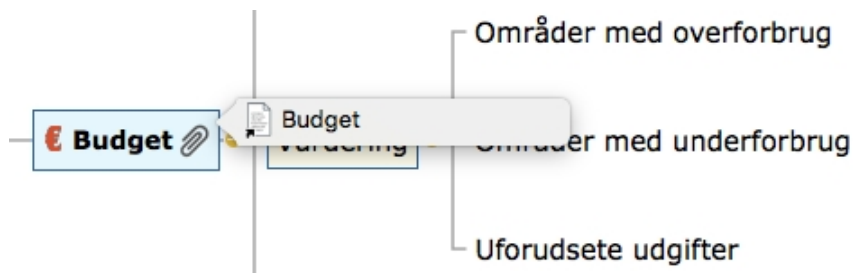 Områder med overforbrug
Budget
€ Budget
Vurdering
Områder med underforbrug
Uforudsete udgifter